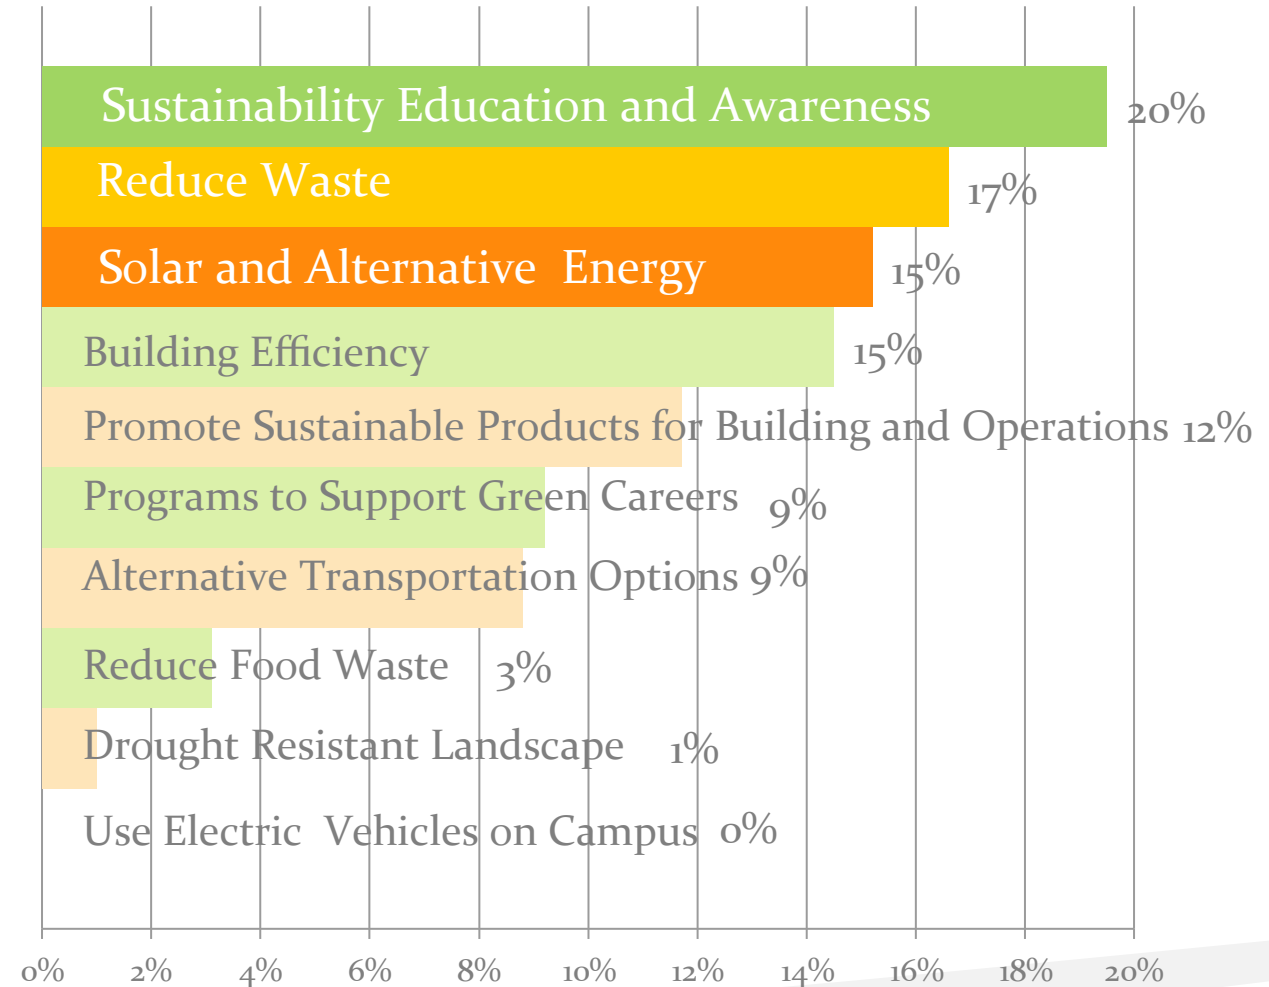 Sustainability Education and Awareness 20%
Reduce Waste 17%
Solar and Alternative Energy 15%
Building Efficiency 15%
Promote Sustainable Products for Building and Operations 12%
Programs to Support Green Careers 9%
Alternative Transportation Options 9%
Reduce Food Waste 3%
Drought Resistant Landscape 1%
Use Electric Vehicles on Campus 0%
0% 2% 4% 6% 8% 10% 12% 14% 16% 18% 20%